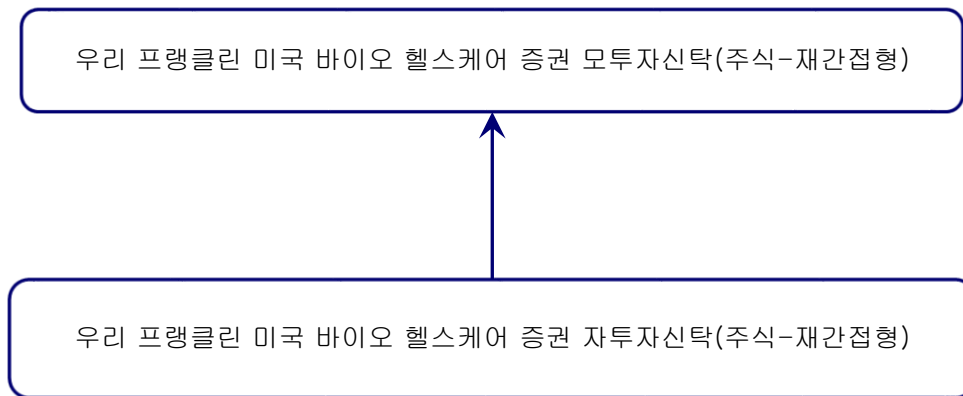 우리 프랭클린 미국 바이오 헬스케어 증권 모투자신탁(주식-재간접형)
우리 프랭클린 미국 바이오 헬스케어 증권 자투자신탁(주식-재간접형)